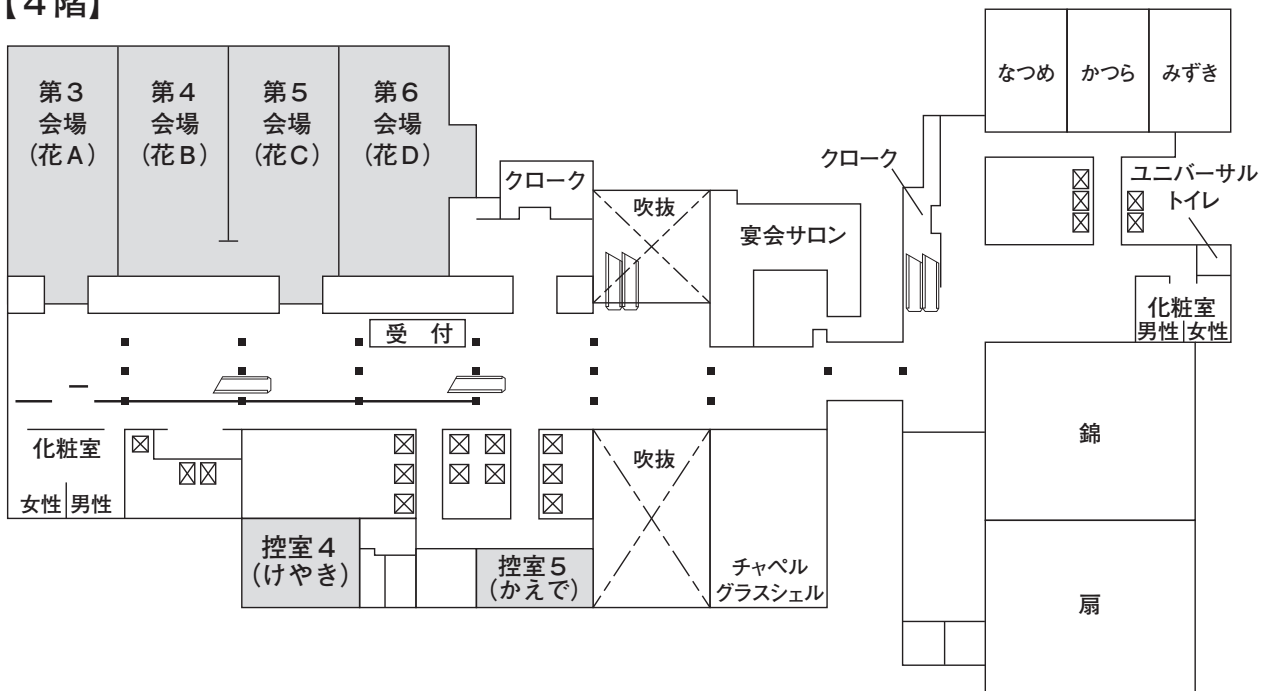 【4階】
なつめ
かつら
みずき
第3
会場
(花A)
第4
会場
(花B)
第5
会場
(花C)
第6
会場
(花D)
クローク
吹抜
宴会サロン
クローク
ユニバーサル
トイレ
化粧室
男性
女性
受 付
化粧室
女性
男性
吹抜
錦
控室4
(けやき)
控室5
(かえで)
チャペル
グラスシェル
扇